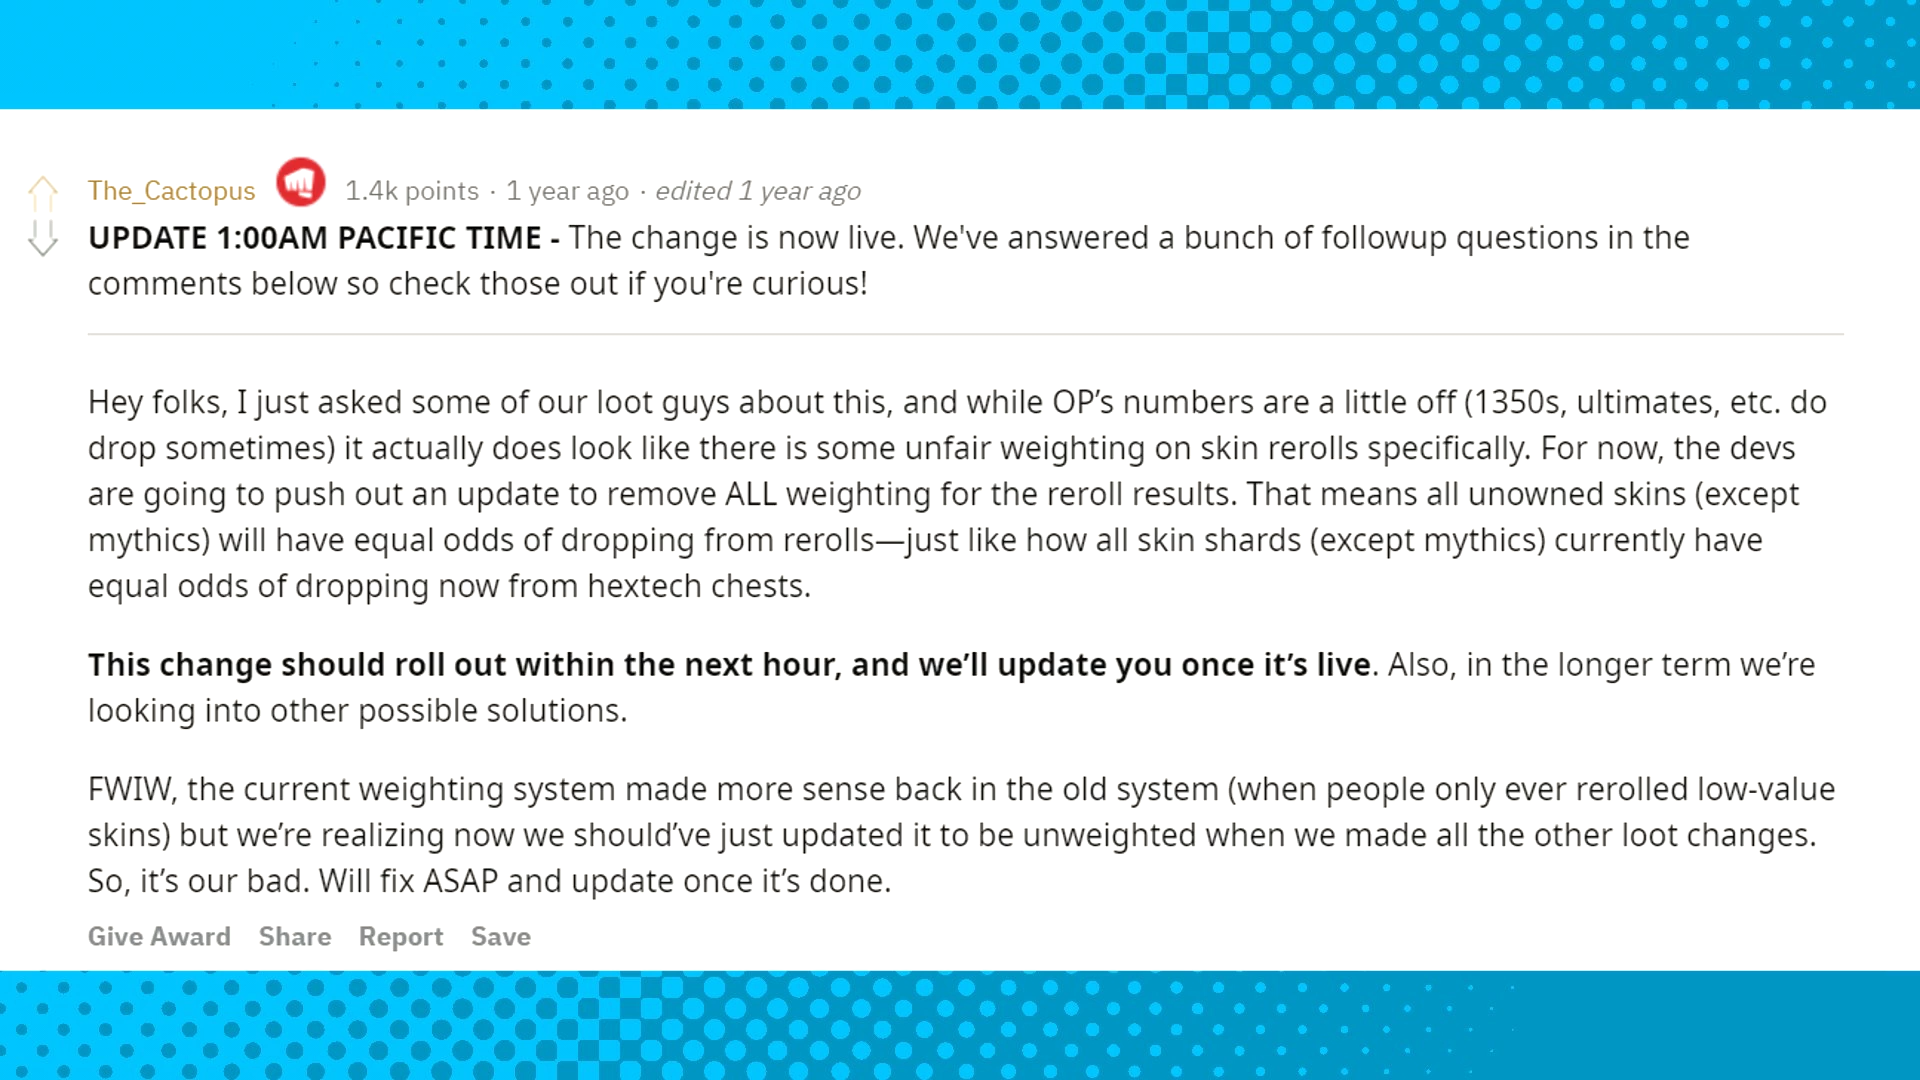 The_Cactopus 1.4k points · 1 year ago · edited 1 year ago
UPDATE 1:00AM PACIFIC TIME - The change is now live. We've answered a bunch of followup questions in the
comments below so check those out if you're curious!
Hey folks, I just asked some of our loot guys about this, and while OP’s numbers are a little off (1350s, ultimates, etc. do
drop sometimes) it actually does look like there is some unfair weighting on skin rerolls specifically. For now, the devs
are going to push out an update to remove ALL weighting for the reroll results. That means all unowned skins (except
mythics) will have equal odds of dropping from rerolls—just like how all skin shards (except mythics) currently have
equal odds of dropping now from hextech chests.
This change should roll out within the next hour, and we’ll update you once it’s live. Also, in the longer term we’re
looking into other possible solutions.
FWIW, the current weighting system made more sense back in the old system (when people only ever rerolled low-value
skins) but we’re realizing now we should’ve just updated it to be unweighted when we made all the other loot changes.
So, it’s our bad. Will fix ASAP and update once it’s done.
Give Award Share Report Save